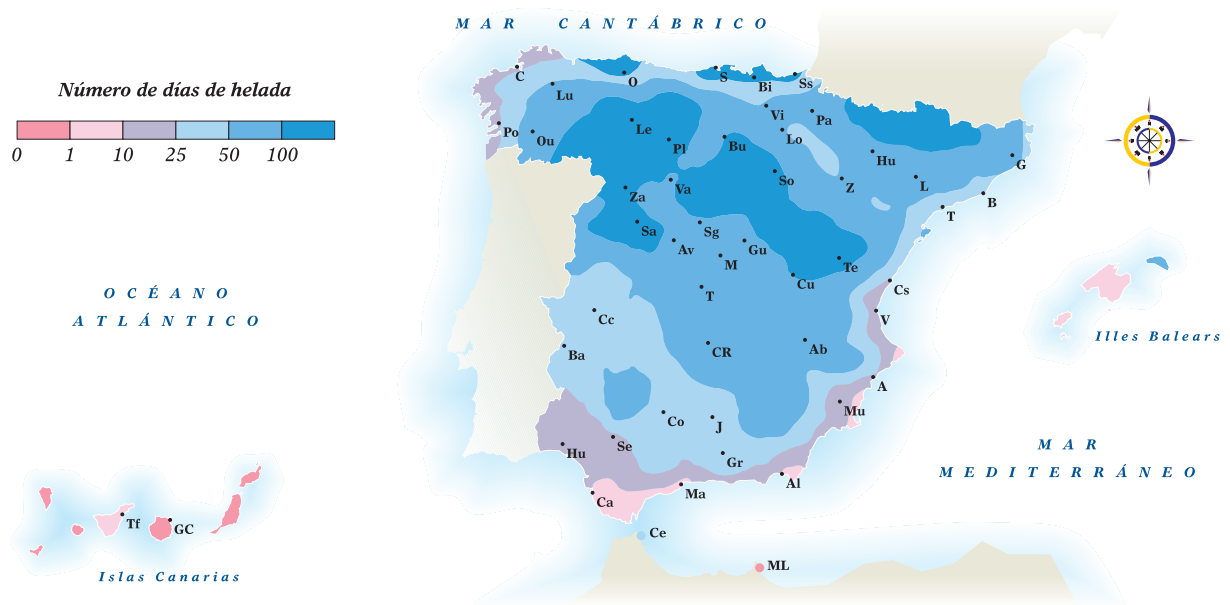 MAR CANTÁBRICO
Número de días de helada
0 1 10 25 50 100
C
Lu
O
S
Bi
Ss
Po
Ou
Le
Pl
Bu
Vi
Lo
Pa
Hu
G
Za
Va
So
Z
L
B
T
Sa
Sg
Av
Gu
M
Te
Cu
T
Cs
OCÉANO
ATLÁNTICO
Cc
V
Illes Balears
Ba
CR
Ab
A
Co
J
Mu
Hu
Se
Gr
Al
MAR
MEDITERRÁNEO
Ca
Ma
Tf
GC
Ce
ML
Islas Canarias